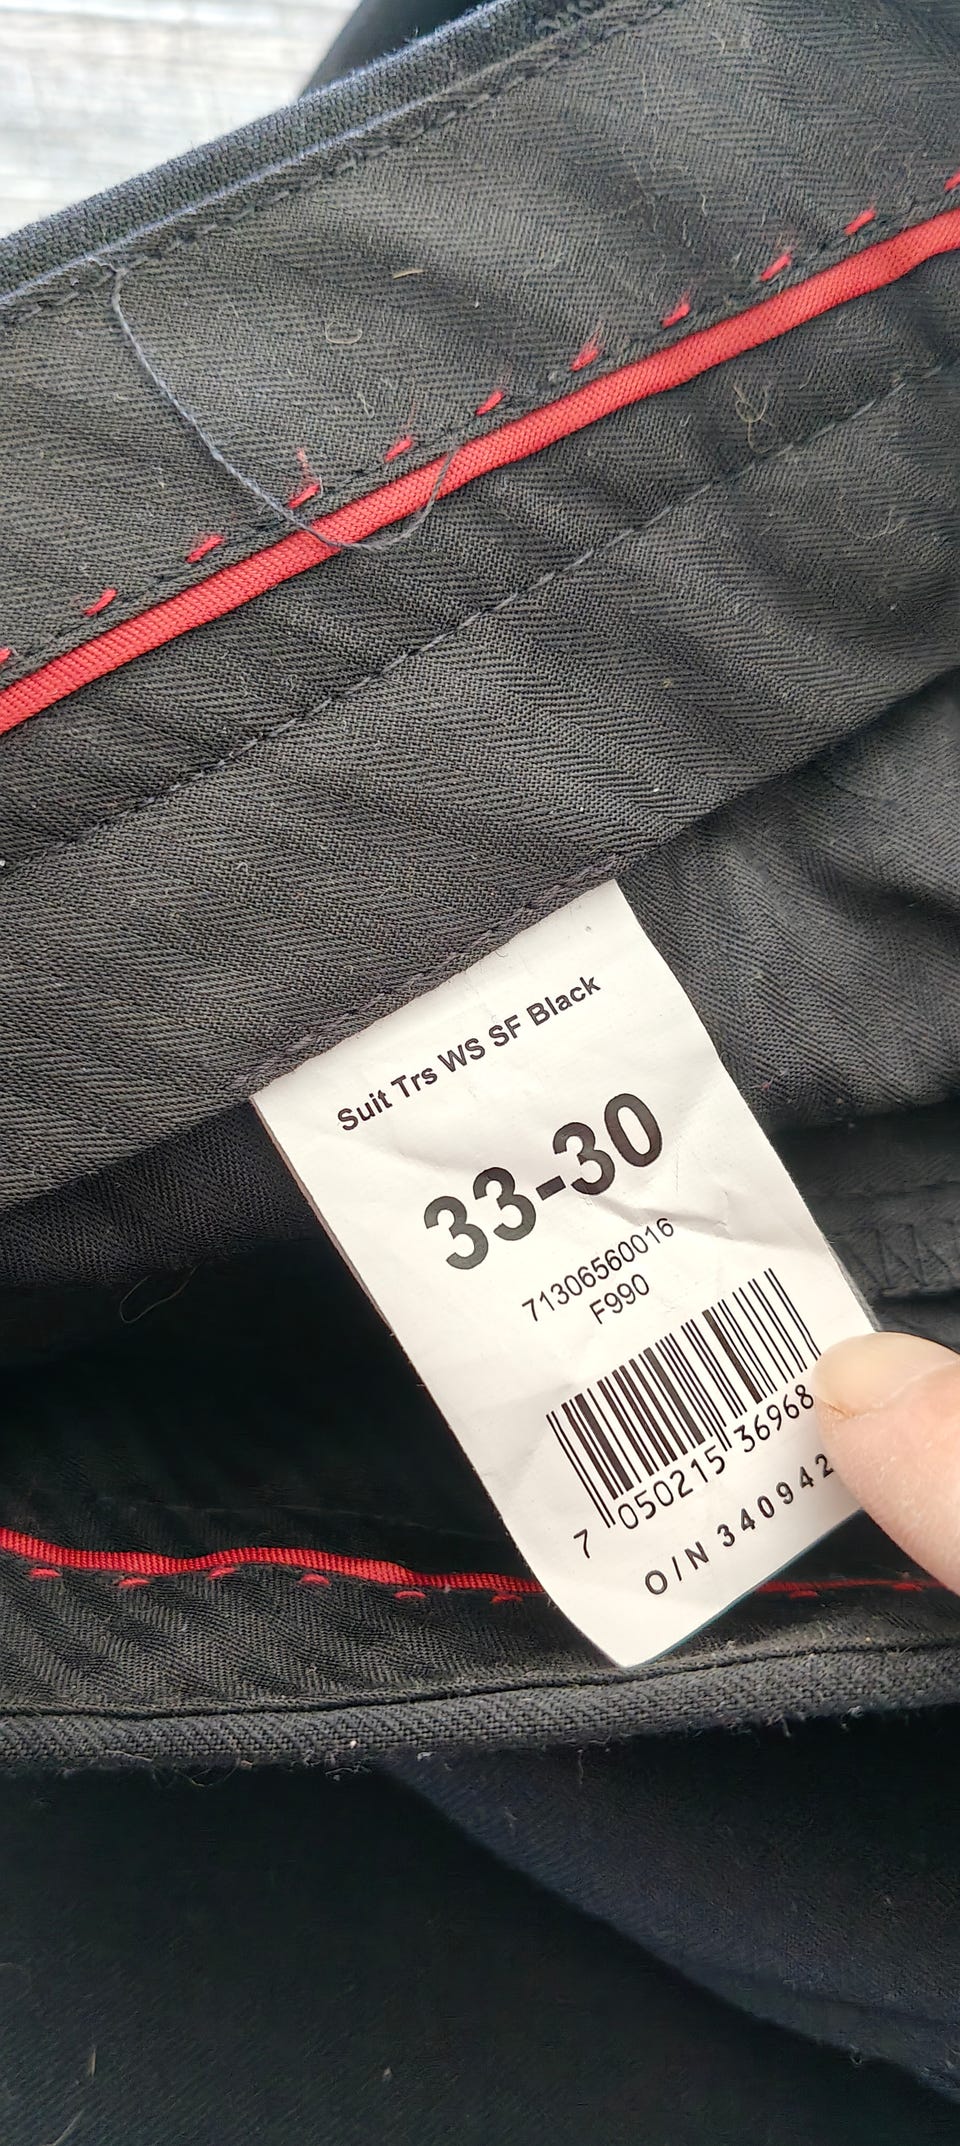 Suit Trs WS SF Black
33-30
71306560016
F990
7 050215 36968
O/N 340942